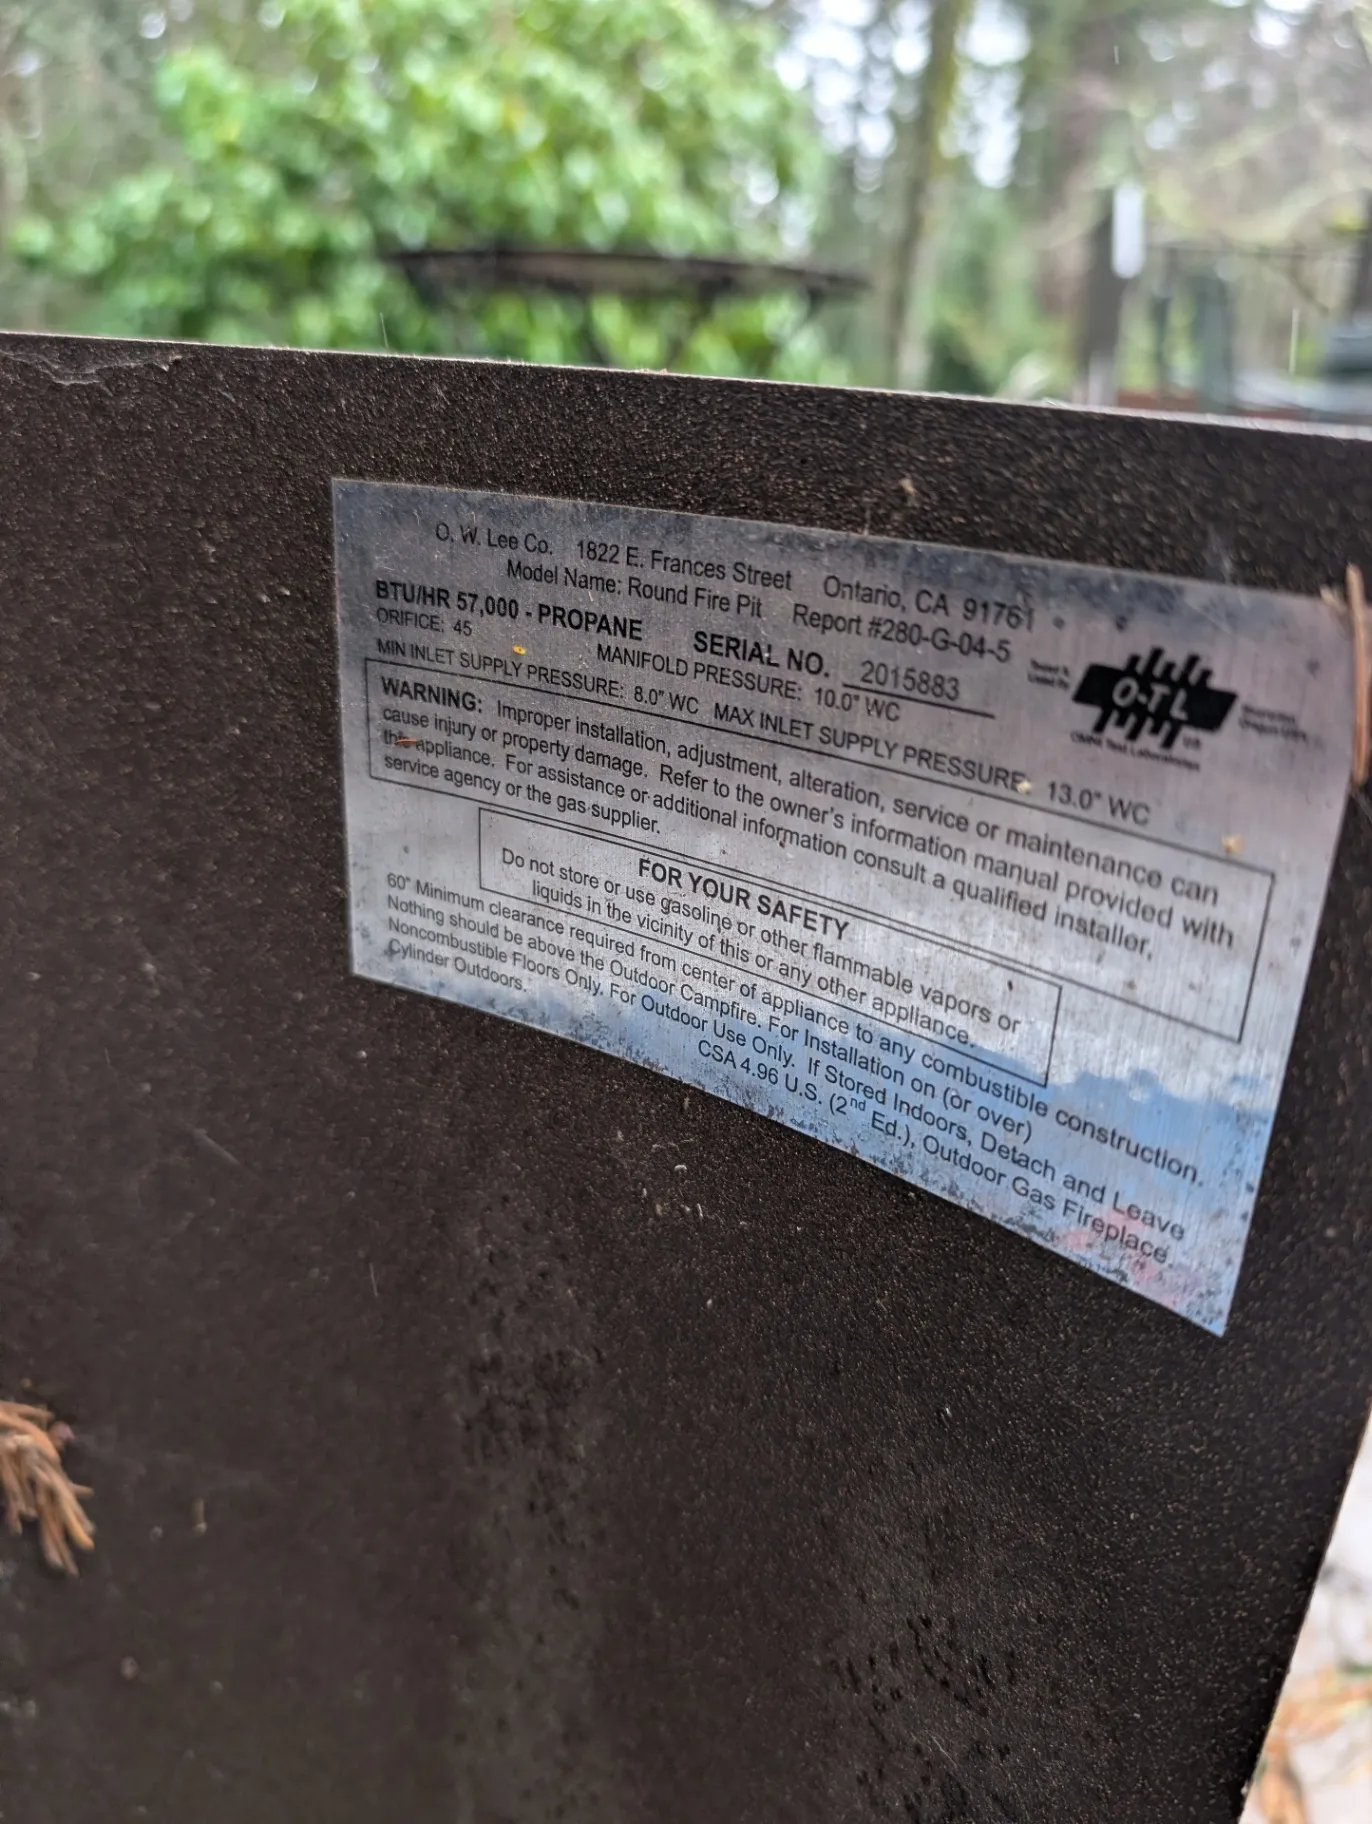 O. W. Lee Co. 1822 E. Frances Street Ontario, CA 91761
Model Name: Round Fire Pit Report #280-G-04-5
BTU/HR 57,000 - PROPANE SERIAL NO. 2015883
ORIFICE: 45 MANIFOLD PRESSURE: 10.0" WC
MIN INLET SUPPLY PRESSURE: 8.0" WC MAX INLET SUPPLY PRESSURE: 13.0" WC
O-TL
US
OMNI Test Laboratories
WARNING: Improper installation, adjustment, alteration, service or maintenance can
cause injury or property damage. Refer to the owner's information manual provided with
this appliance. For assistance or additional information consult a qualified installer,
service agency or the gas supplier.
FOR YOUR SAFETY
Do not store or use gasoline or other flammable vapors or
liquids in the vicinity of this or any other appliance.
60" Minimum clearance required from center of appliance to any combustible construction.
Nothing should be above the Outdoor Campfire. For Installation on (or over)
Noncombustible Floors Only. For Outdoor Use Only. If Stored Indoors, Detach and Leave
Cylinder Outdoors.
CSA 4.96 U.S. (2nd Ed.), Outdoor Gas Fireplace.